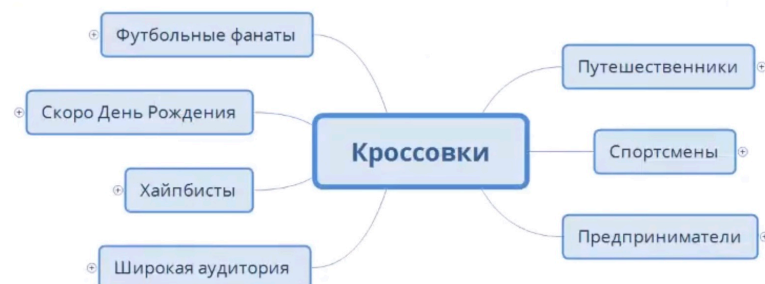 Футбольные фанаты
Скоро День Рождения
Хайпбисты
Широкая аудитория
Кроссовки
Путешественники
Спортсмены
Предприниматели